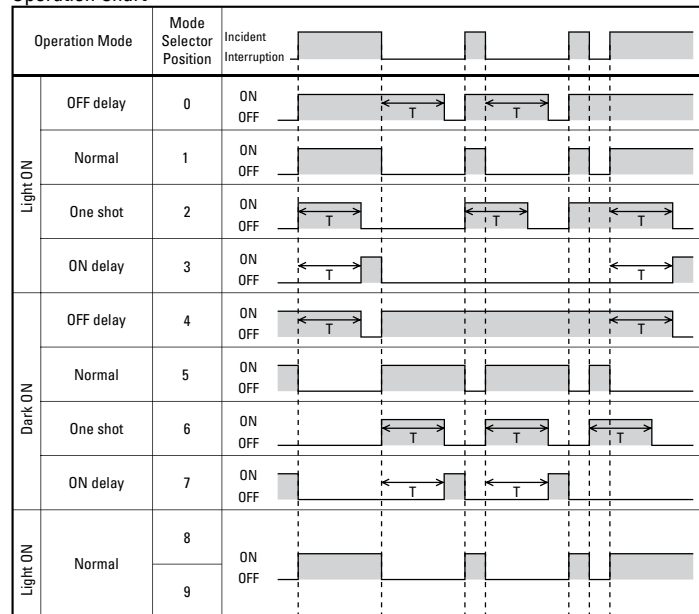 Operation Mode
Mode
Selector
Position
Incident
Interruption
Light ON
OFF delay
0
ON
OFF
T
T
Normal
1
ON
OFF
One shot
2
ON
OFF
T
T
T
ON delay
3
ON
OFF
T
T
Dark ON
OFF delay
4
ON
OFF
T
T
Normal
5
ON
OFF
One shot
6
ON
OFF
T
T
T
ON delay
7
ON
OFF
T
T
Light ON
Normal
8
9
ON
OFF